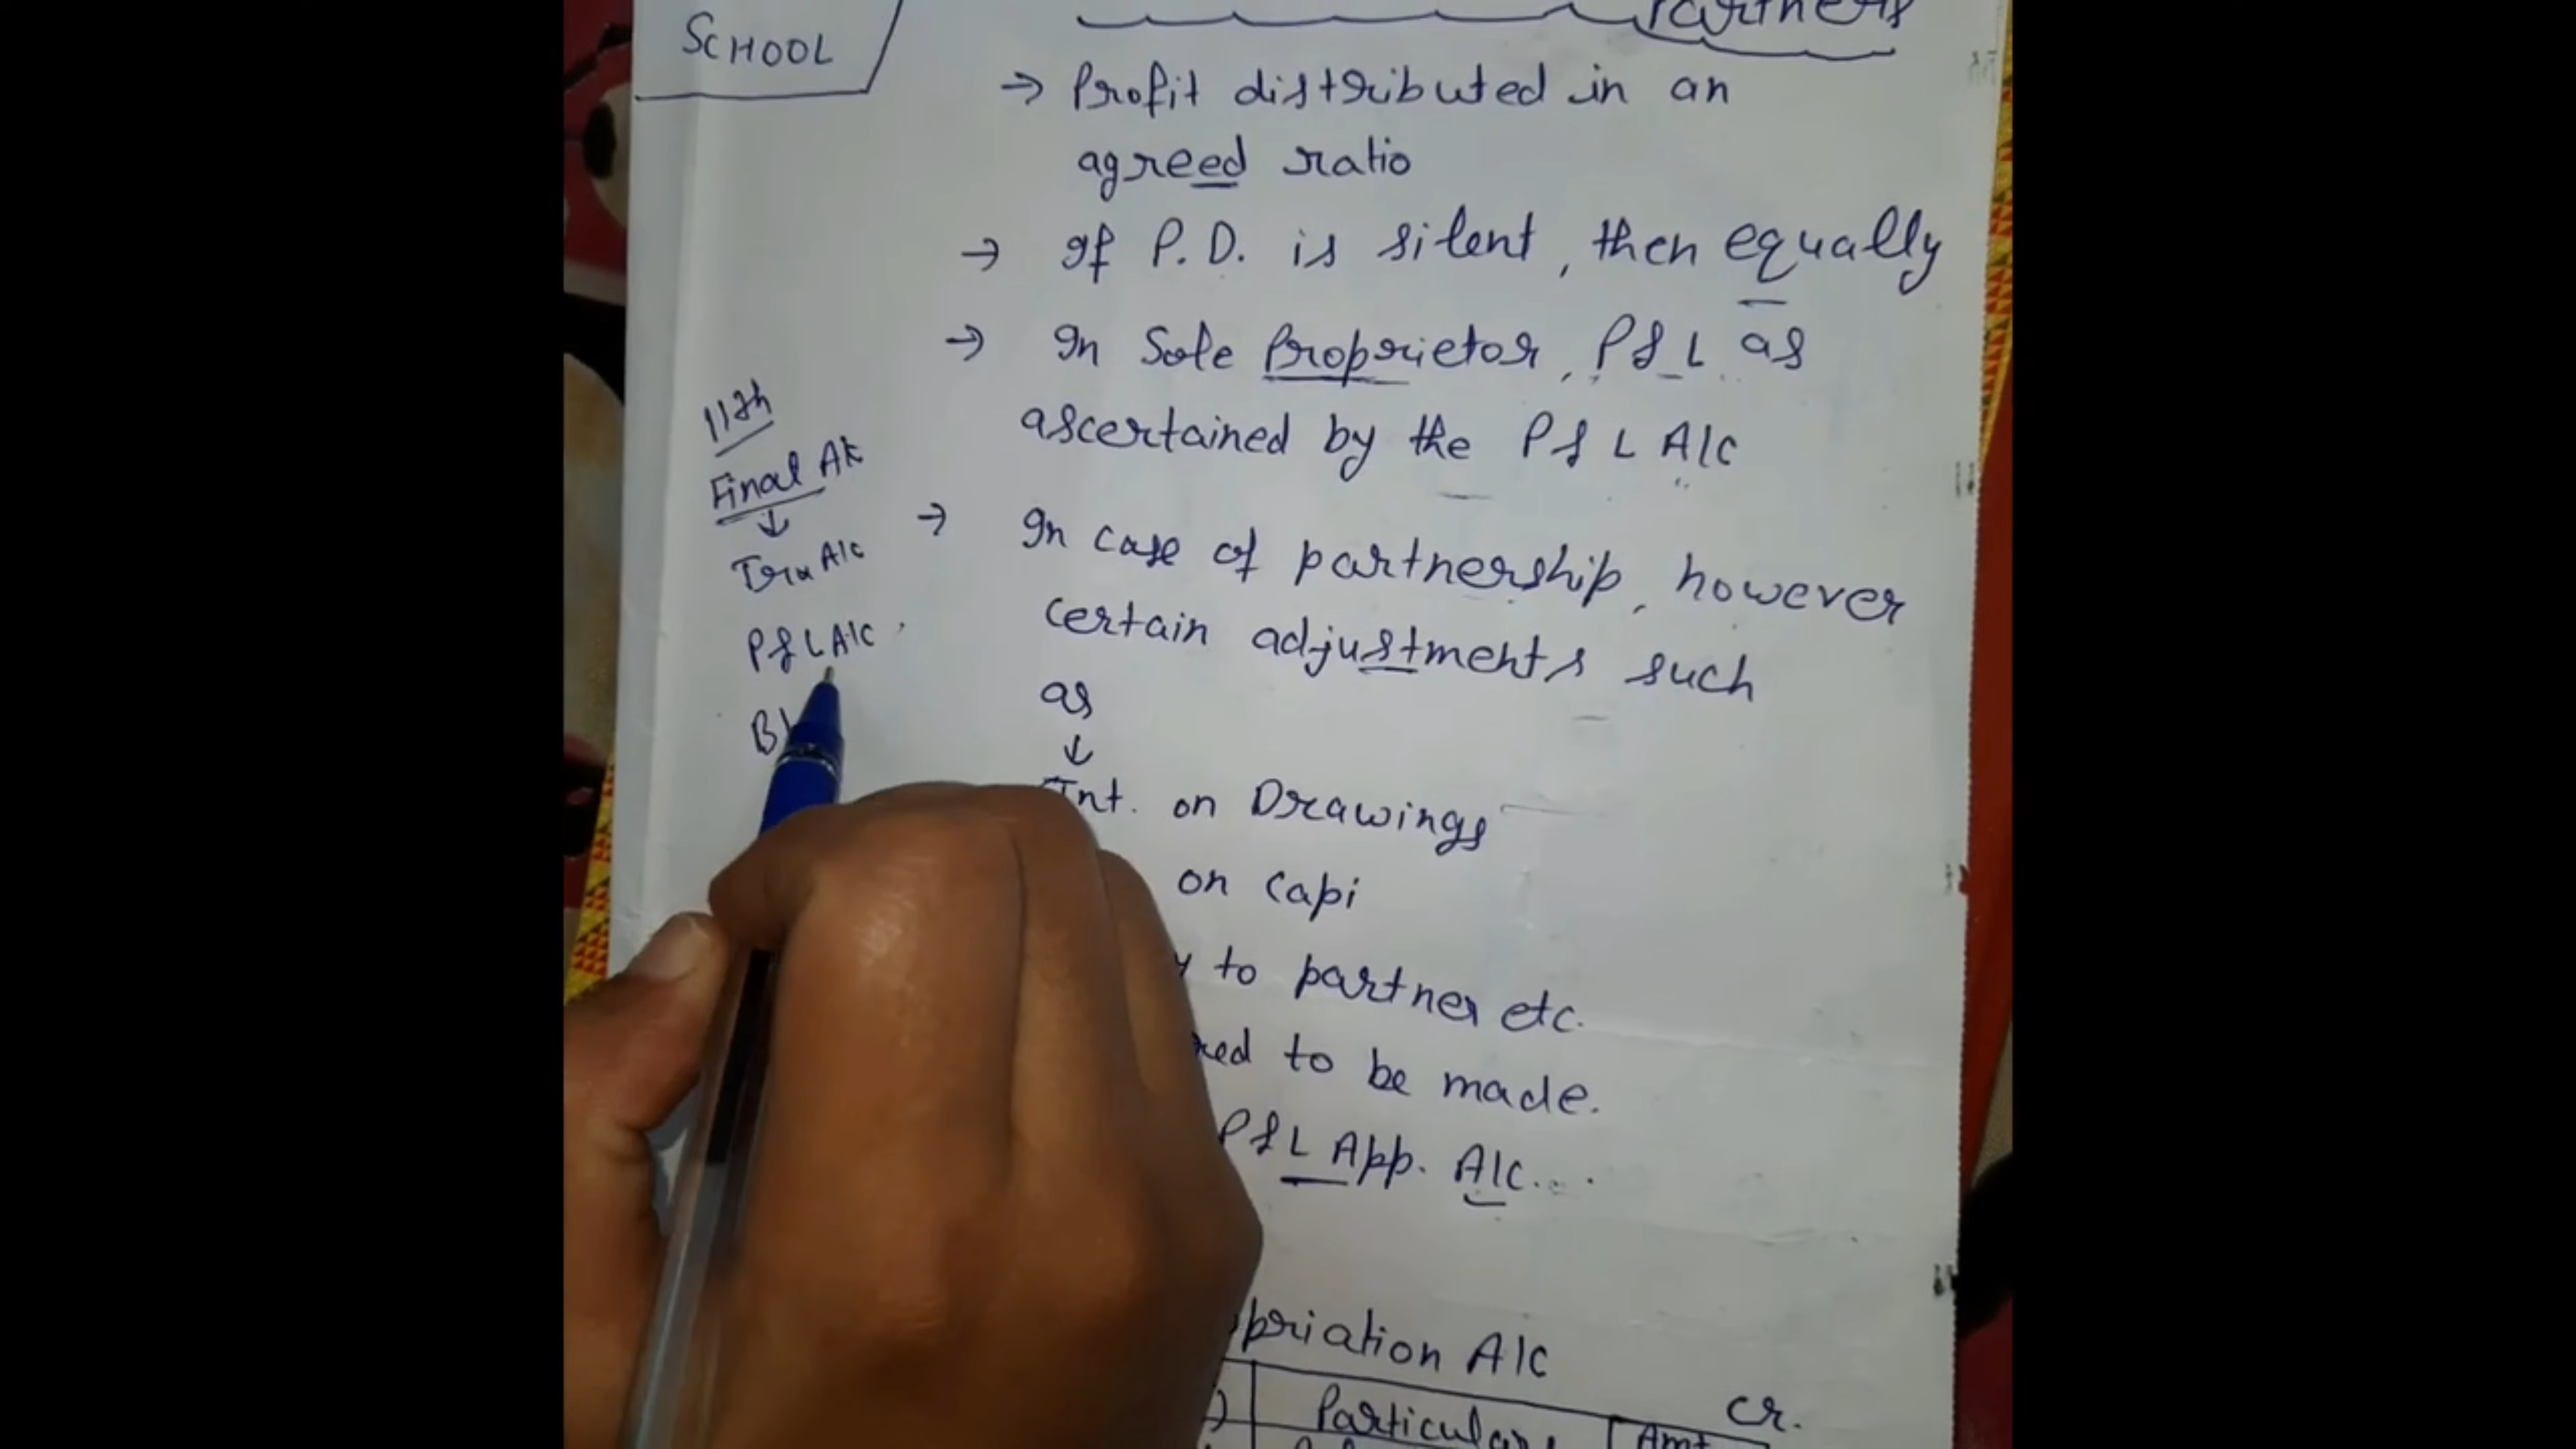 SCHOOL
Partners
→ Profit distributed in an
agreed ratio
→ If P.D. is silent, then equally
→ In Sole Proprietor, P & L as
ascertained by the P & L A/c
11th
Final A/c
↓
Tra A/c
P & L A/c
→ In case of partnership, however
certain adjustments such
as
↓
Int. on Drawings
on Capi
to partner etc.
to be made.
P & L App. A/c...
A/c
Cr.
Particulars
Amt